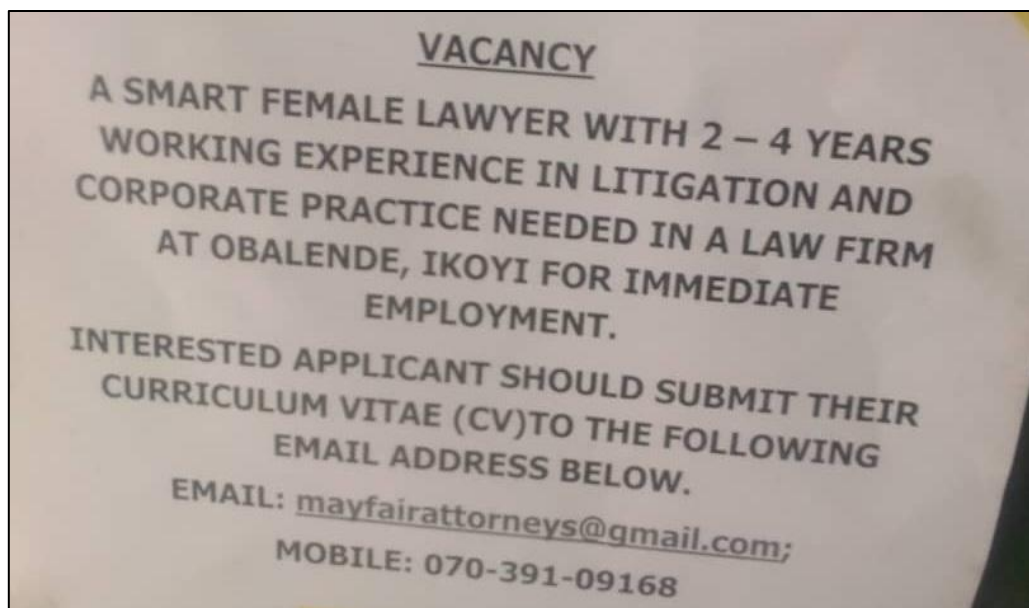 VACANCY
A SMART FEMALE LAWYER WITH 2 – 4 YEARS
WORKING EXPERIENCE IN LITIGATION AND
CORPORATE PRACTICE NEEDED IN A LAW FIRM
AT OBALENDE, IKOYI FOR IMMEDIATE
EMPLOYMENT.
INTERESTED APPLICANT SHOULD SUBMIT THEIR
CURRICULUM VITAE (CV)TO THE FOLLOWING
EMAIL ADDRESS BELOW.
EMAIL: mayfairattorneys@gmail.com;
MOBILE: 070-391-09168